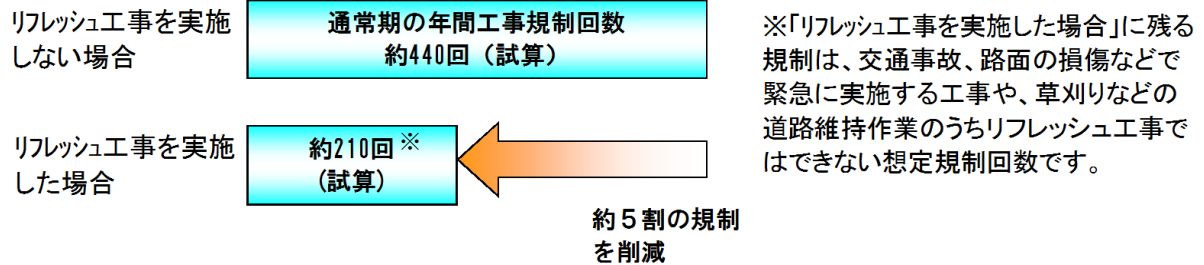 リフレッシュ工事を実施
しない場合
通常期の年間工事規制回数
約440回（試算）
リフレッシュ工事を実施
した場合
約210回※
（試算）
約５割の規制
を削減
※「リフレッシュ工事を実施した場合」に残る
規制は、交通事故、路面の損傷などで
緊急に実施する工事や、草刈りなどの
道路維持作業のうちリフレッシュ工事で
はできない想定規制回数です。